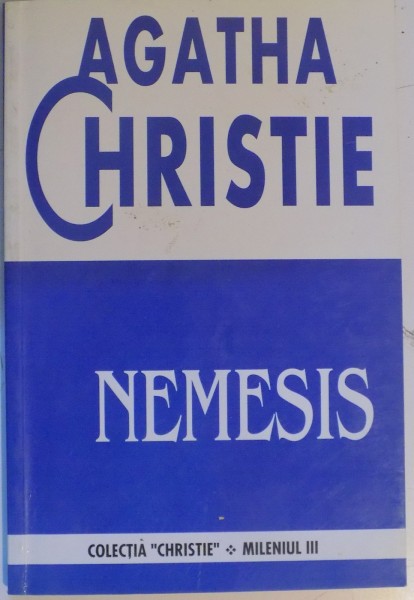 AGATHA
CHRISTIE
NEMESIS
COLECȚIA "CHRISTIE" ❖ MILENIUL III